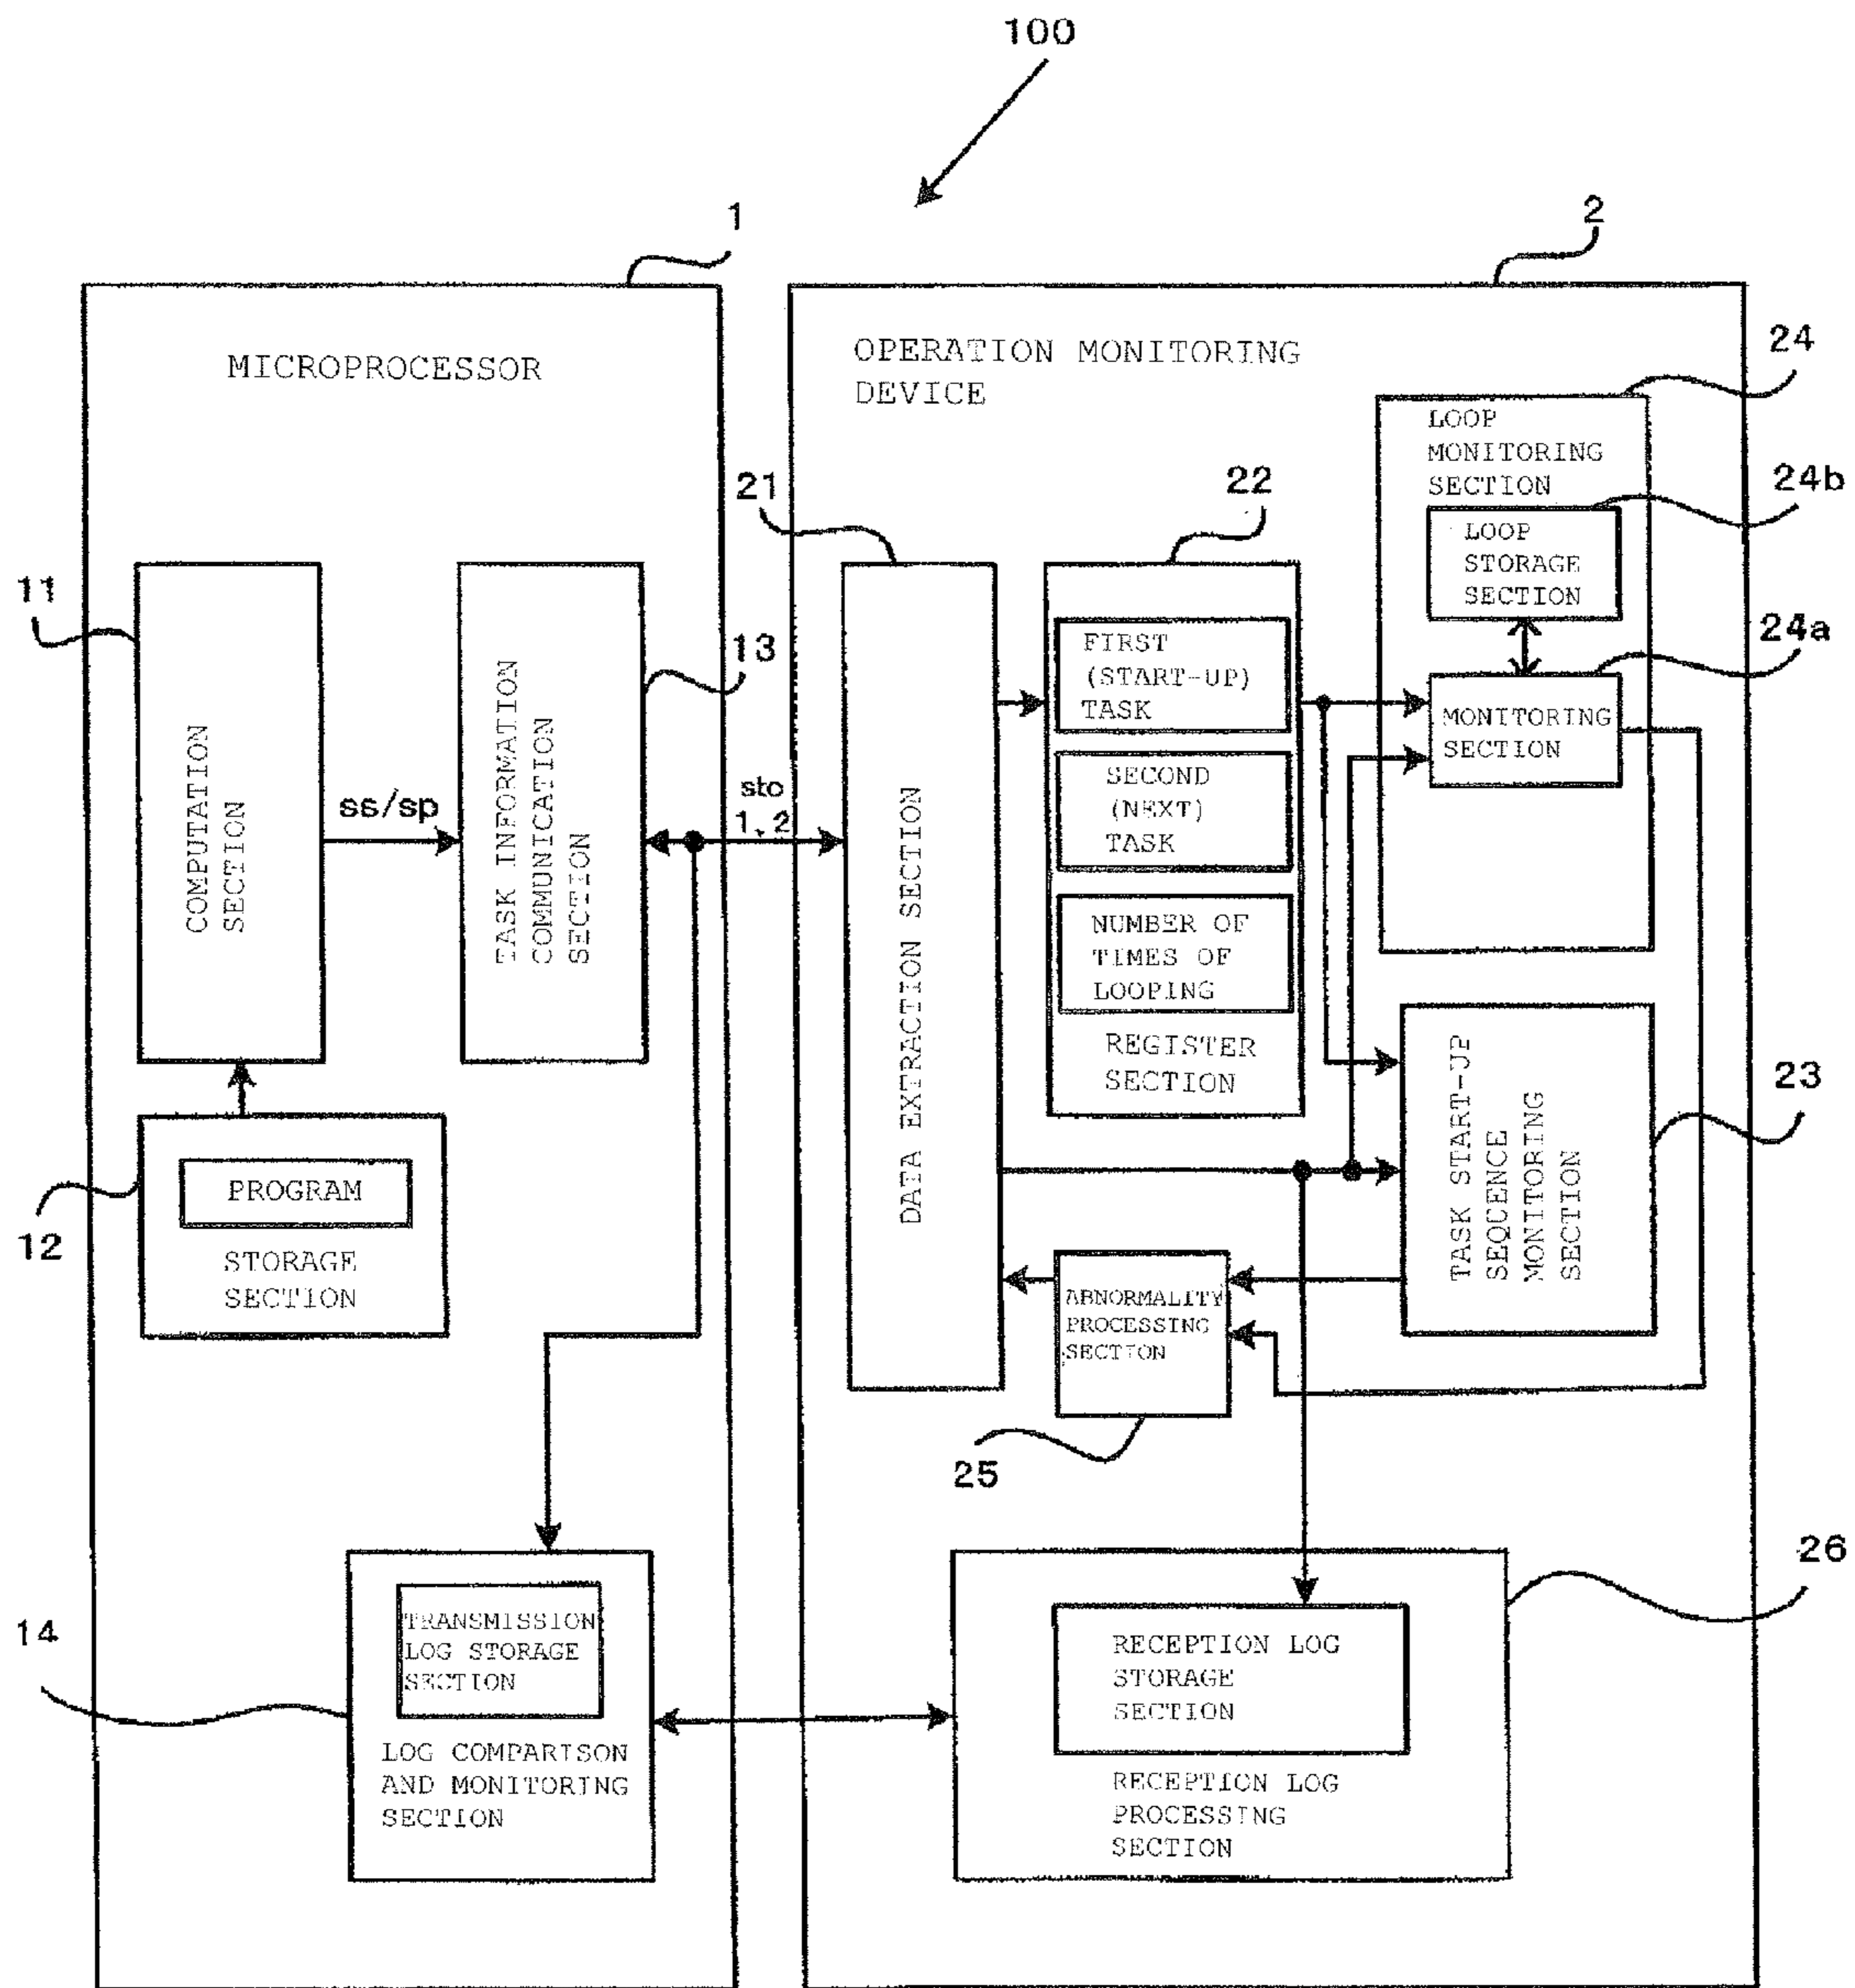 100
1
2
MICROPROCESSOR
OPERATION MONITORING
DEVICE
24
LOOP
MONITORING
SECTION
24b
LOOP
STORAGE
SECTION
24a
MONITORING
SECTION
21
22
11
COMPUTATION
SECTION
ss/sp
TASK INFORMATION
COMMUNICATION
SECTION
13
sto
1,2
DATA EXTRACTION SECTION
FIRST
(START-UP)
TASK
SECOND
(NEXT)
TASK
NUMBER OF
TIMES OF
LOOPING
REGISTER
SECTION
TASK START-UP
SEQCENCE
MONITORING
SECTION
23
12
PROGRAM
STORAGE
SECTION
ABNORMALITY
PROCESSING
SECTION
25
26
14
TRANSMISSION
LOG STORAGE
SECTION
LOG COMPARISON
AND MONITORING
SECTION
RECEPTION LOG
STORAGE
SECTION
RECEPTION LOG
PROCESSING
SECTION